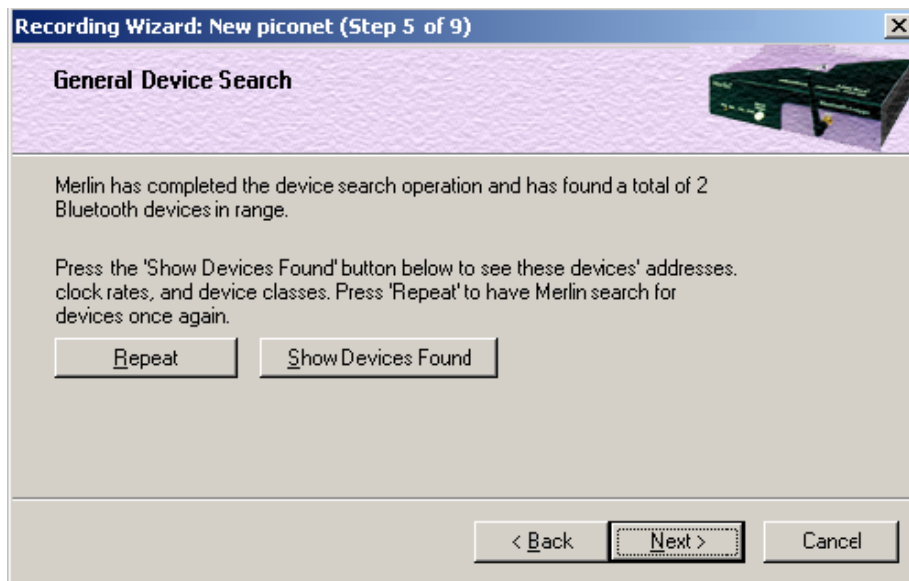 Recording Wizard: New piconet (Step 5 of 9)
General Device Search
Merlin has completed the device search operation and has found a total of 2
Bluetooth devices in range.
Press the 'Show Devices Found' button below to see these devices' addresses.
clock rates, and device classes. Press 'Repeat' to have Merlin search for
devices once again.
Repeat
Show Devices Found
< Back
Next >
Cancel